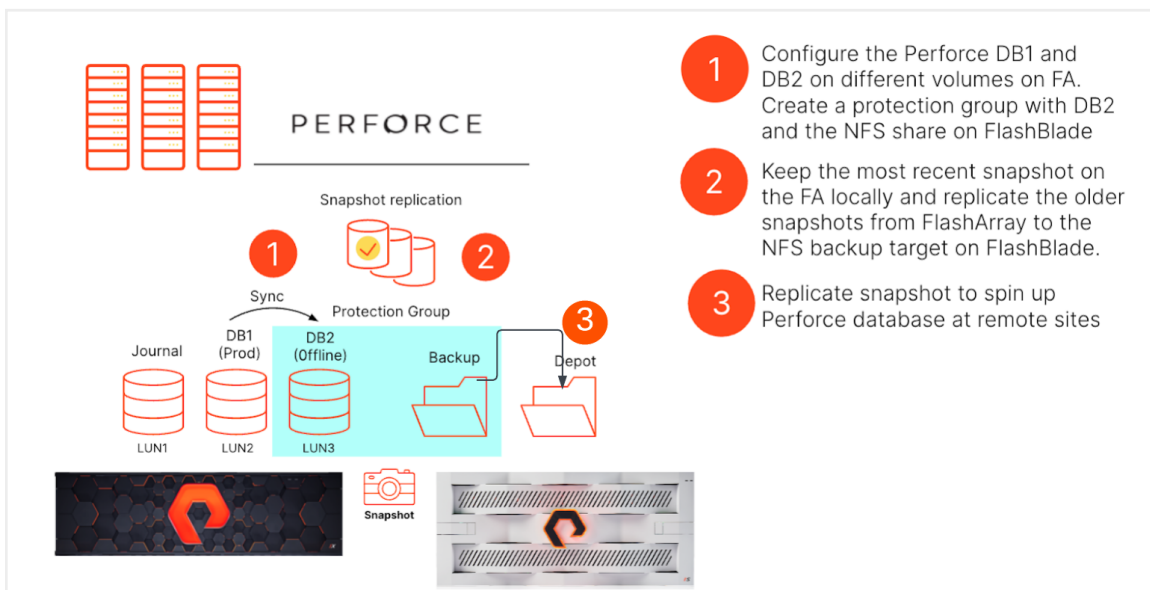 PERFORCE
Snapshot replication
1
2
Sync
Protection Group
3
Journal
DB1
(Prod)
DB2
(Offline)
Backup
Depot
LUN1
LUN2
LUN3
Snapshot
1
Configure the Perforce DB1 and
DB2 on different volumes on FA.
Create a protection group with DB2
and the NFS share on FlashBlade
2
Keep the most recent snapshot on
the FA locally and replicate the older
snapshots from FlashArray to the
NFS backup target on FlashBlade.
3
Replicate snapshot to spin up
Perforce database at remote sites